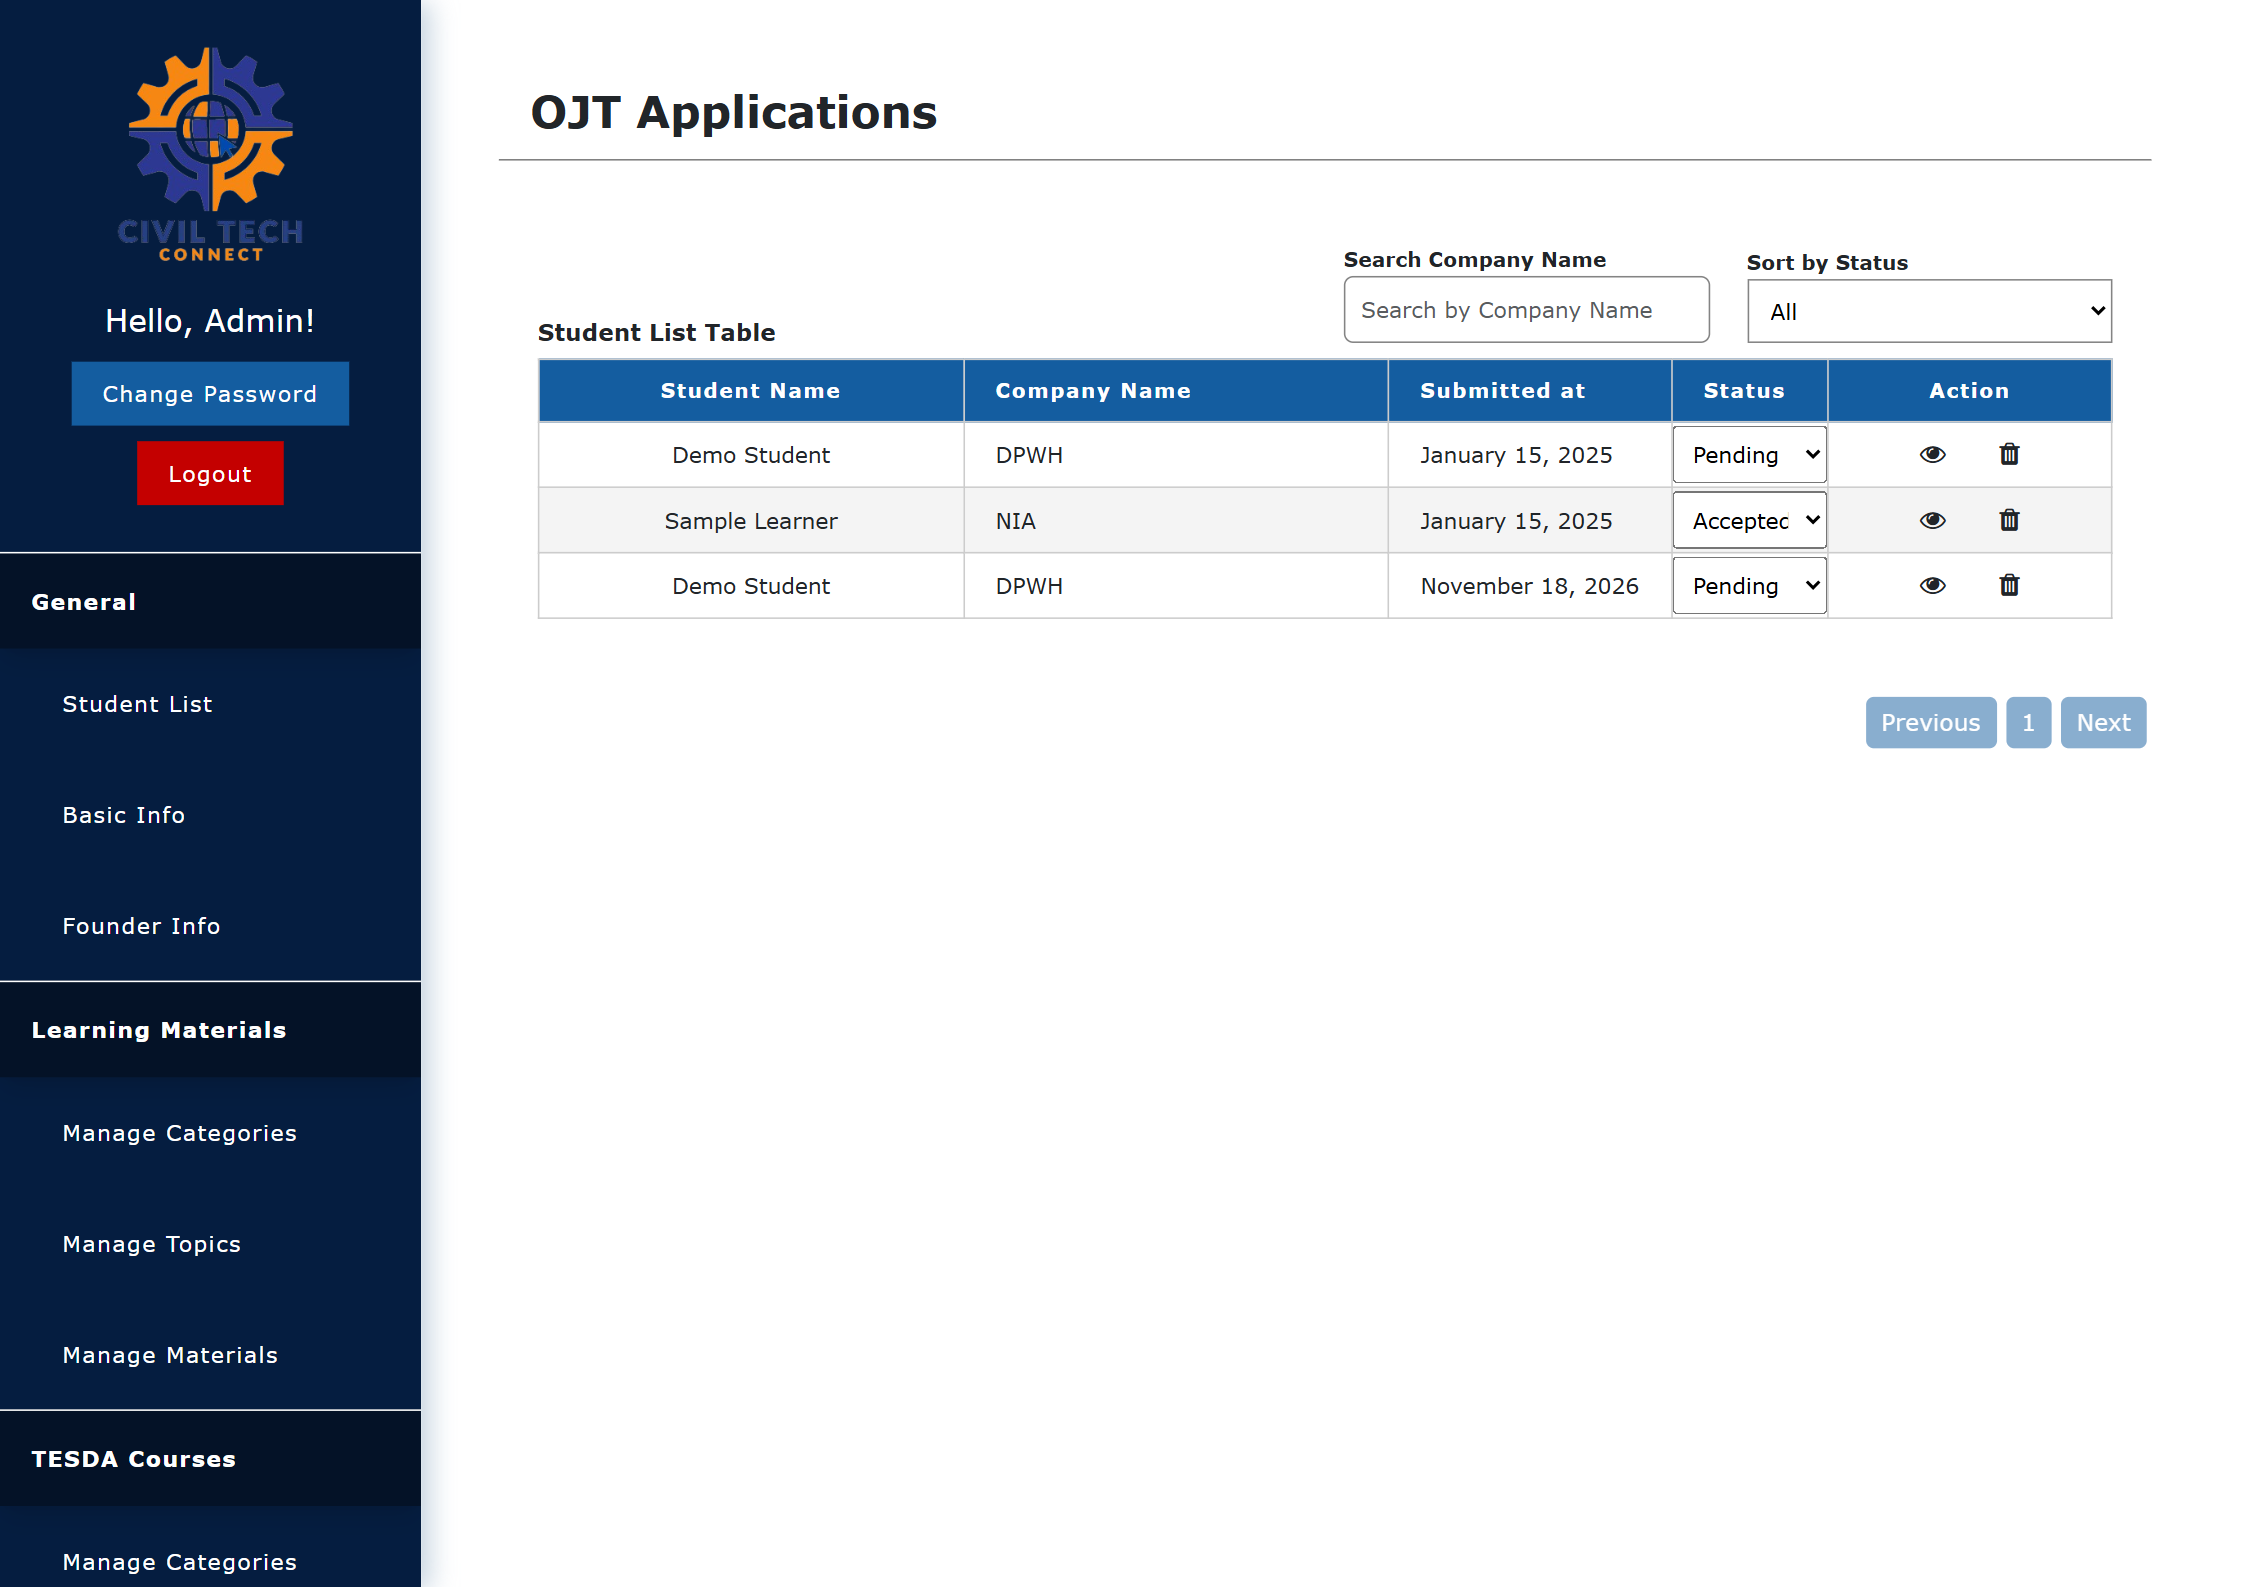 CIVIL TECH
CONNECT
Hello, Admin!
Change Password
Logout
General
Student List
Basic Info
Founder Info
Learning Materials
Manage Categories
Manage Topics
Manage Materials
TESDA Courses
Manage Categories
OJT Applications
Search Company Name
Search by Company Name
Sort by Status
All
Student List Table
Student Name Company Name Submitted at Status Action
Demo Student DPWH January 15, 2025 Pending
Sample Learner NIA January 15, 2025 Accepted
Demo Student DPWH November 18, 2026 Pending
Previous 1 Next